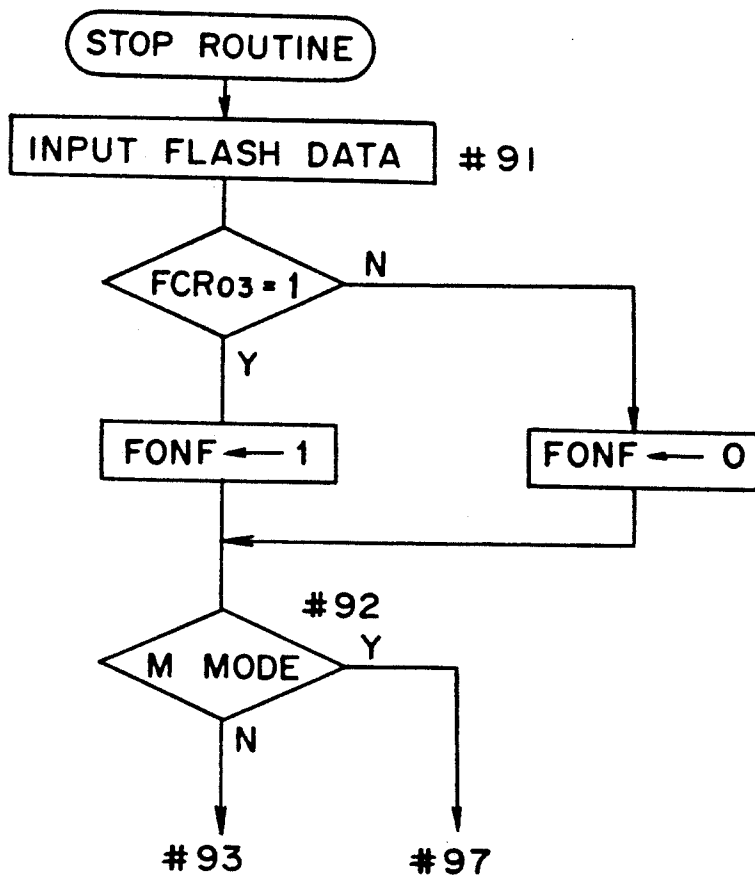 STOP ROUTINE
INPUT FLASH DATA
#91
FCR03 = 1
N
Y
FONF ← 1
FONF ← 0
#92
M MODE
Y
N
#93
#97